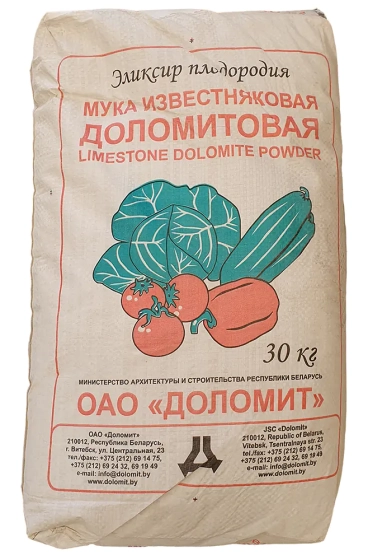 Эликсир плодородия
МУКА ИЗВЕСТНЯКОВАЯ
ДОЛОМИТОВАЯ
LIMESTONE DOLOMITE POWDER
30 кг
МИНИСТЕРСТВО АРХИТЕКТУРЫ И СТРОИТЕЛЬСТВА РЕСПУБЛИКИ БЕЛАРУСЬ
ОАО «ДОЛОМИТ»
ОАО «Доломит»
210012, Республика Беларусь,
г. Витебск, ул. Центральная, 23
тел./факс: +375 (212) 69 14 75,
+375 (212) 69 24 32, 69 19 49
e-mail: info@dolomit.by
www.dolomit.by
JSC «Dolomit»
210012, Republic of Belarus,
Vitebsk, Tsentralnaya str. 23
tel./fax: +375 (212) 69 14 75,
+375 (212) 69 24 32, 69 19 49
e-mail: info@dolomit.by
www.dolomit.by